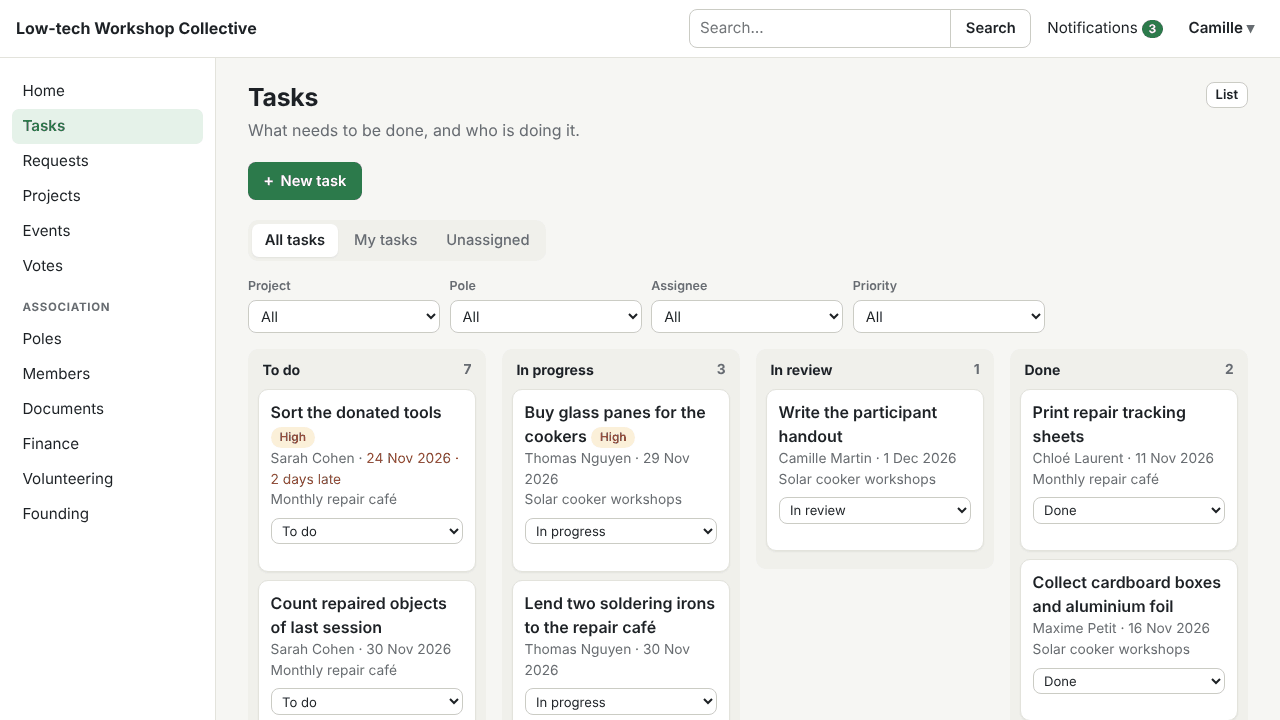 Low-tech Workshop Collective
Search...
Search
Notifications 3
Camille ▾
Home
Tasks
Requests
Projects
Events
Votes
ASSOCIATION
Poles
Members
Documents
Finance
Volunteering
Founding
Tasks
List
What needs to be done, and who is doing it.
+ New task
All tasks
My tasks
Unassigned
Project
Pole
Assignee
Priority
All
All
All
All
To do 7
Sort the donated tools
High
Sarah Cohen · 24 Nov 2026 ·
2 days late
Monthly repair café
To do
Count repaired objects
of last session
Sarah Cohen · 30 Nov 2026
Monthly repair café
To do
In progress 3
Buy glass panes for the
cookers High
Thomas Nguyen · 29 Nov
2026
Solar cooker workshops
In progress
Lend two soldering irons
to the repair café
Thomas Nguyen · 30 Nov
2026
In progress
In review 1
Write the participant
handout
Camille Martin · 1 Dec 2026
Solar cooker workshops
In review
Done 2
Print repair tracking
sheets
Chloé Laurent · 11 Nov 2026
Monthly repair café
Done
Collect cardboard boxes
and aluminium foil
Maxime Petit · 16 Nov 2026
Solar cooker workshops
Done